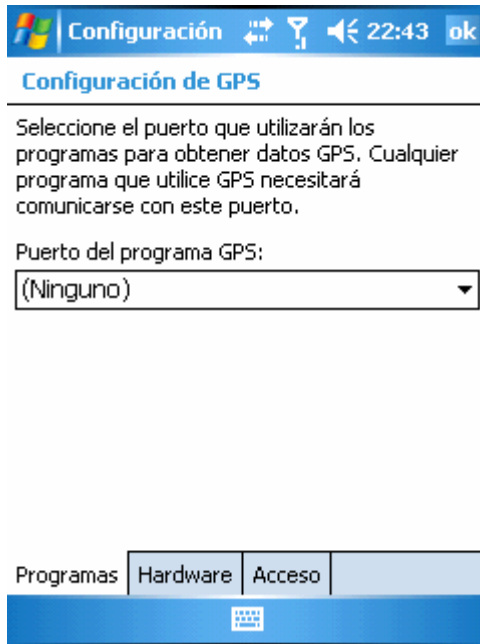 Configuración 22:43 ok
Configuración de GPS
Seleccione el puerto que utilizarán los
programas para obtener datos GPS. Cualquier
programa que utilice GPS necesitará
comunicarse con este puerto.
Puerto del programa GPS:
(Ninguno)
Programas Hardware Acceso